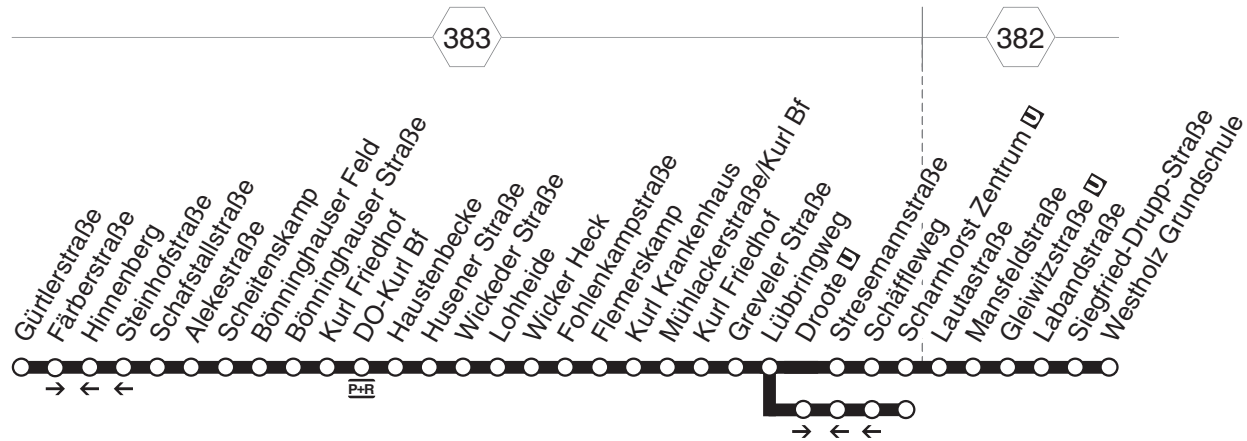 383
382
Gürtlerstraße
Färberstraße
Hinnenberg
Steinhofstraße
Schafstallstraße
Alekestraße
Scheitenskamp
Bönninghauser Feld
Bönninghauser Straße
Kurl Friedhof
DO-Kurl Bf
Haustenbecke
Husener Straße
Wickeder Straße
Lohheide
Wicker Heck
Fohlenkampstraße
Flemerskamp
Kurl Krankenhaus
Mühlackerstraße/Kurl Bf
Kurl Friedhof
Greveler Straße
Lübbringweg
Droote U
Stresemannstraße
Schäffleweg
Scharnhorst Zentrum U
Lautastraße
Mansfeldstraße
Gleiwitzstraße U
Labandstraße
Siegfried-Drupp-Straße
Westholz Grundschule
P+R